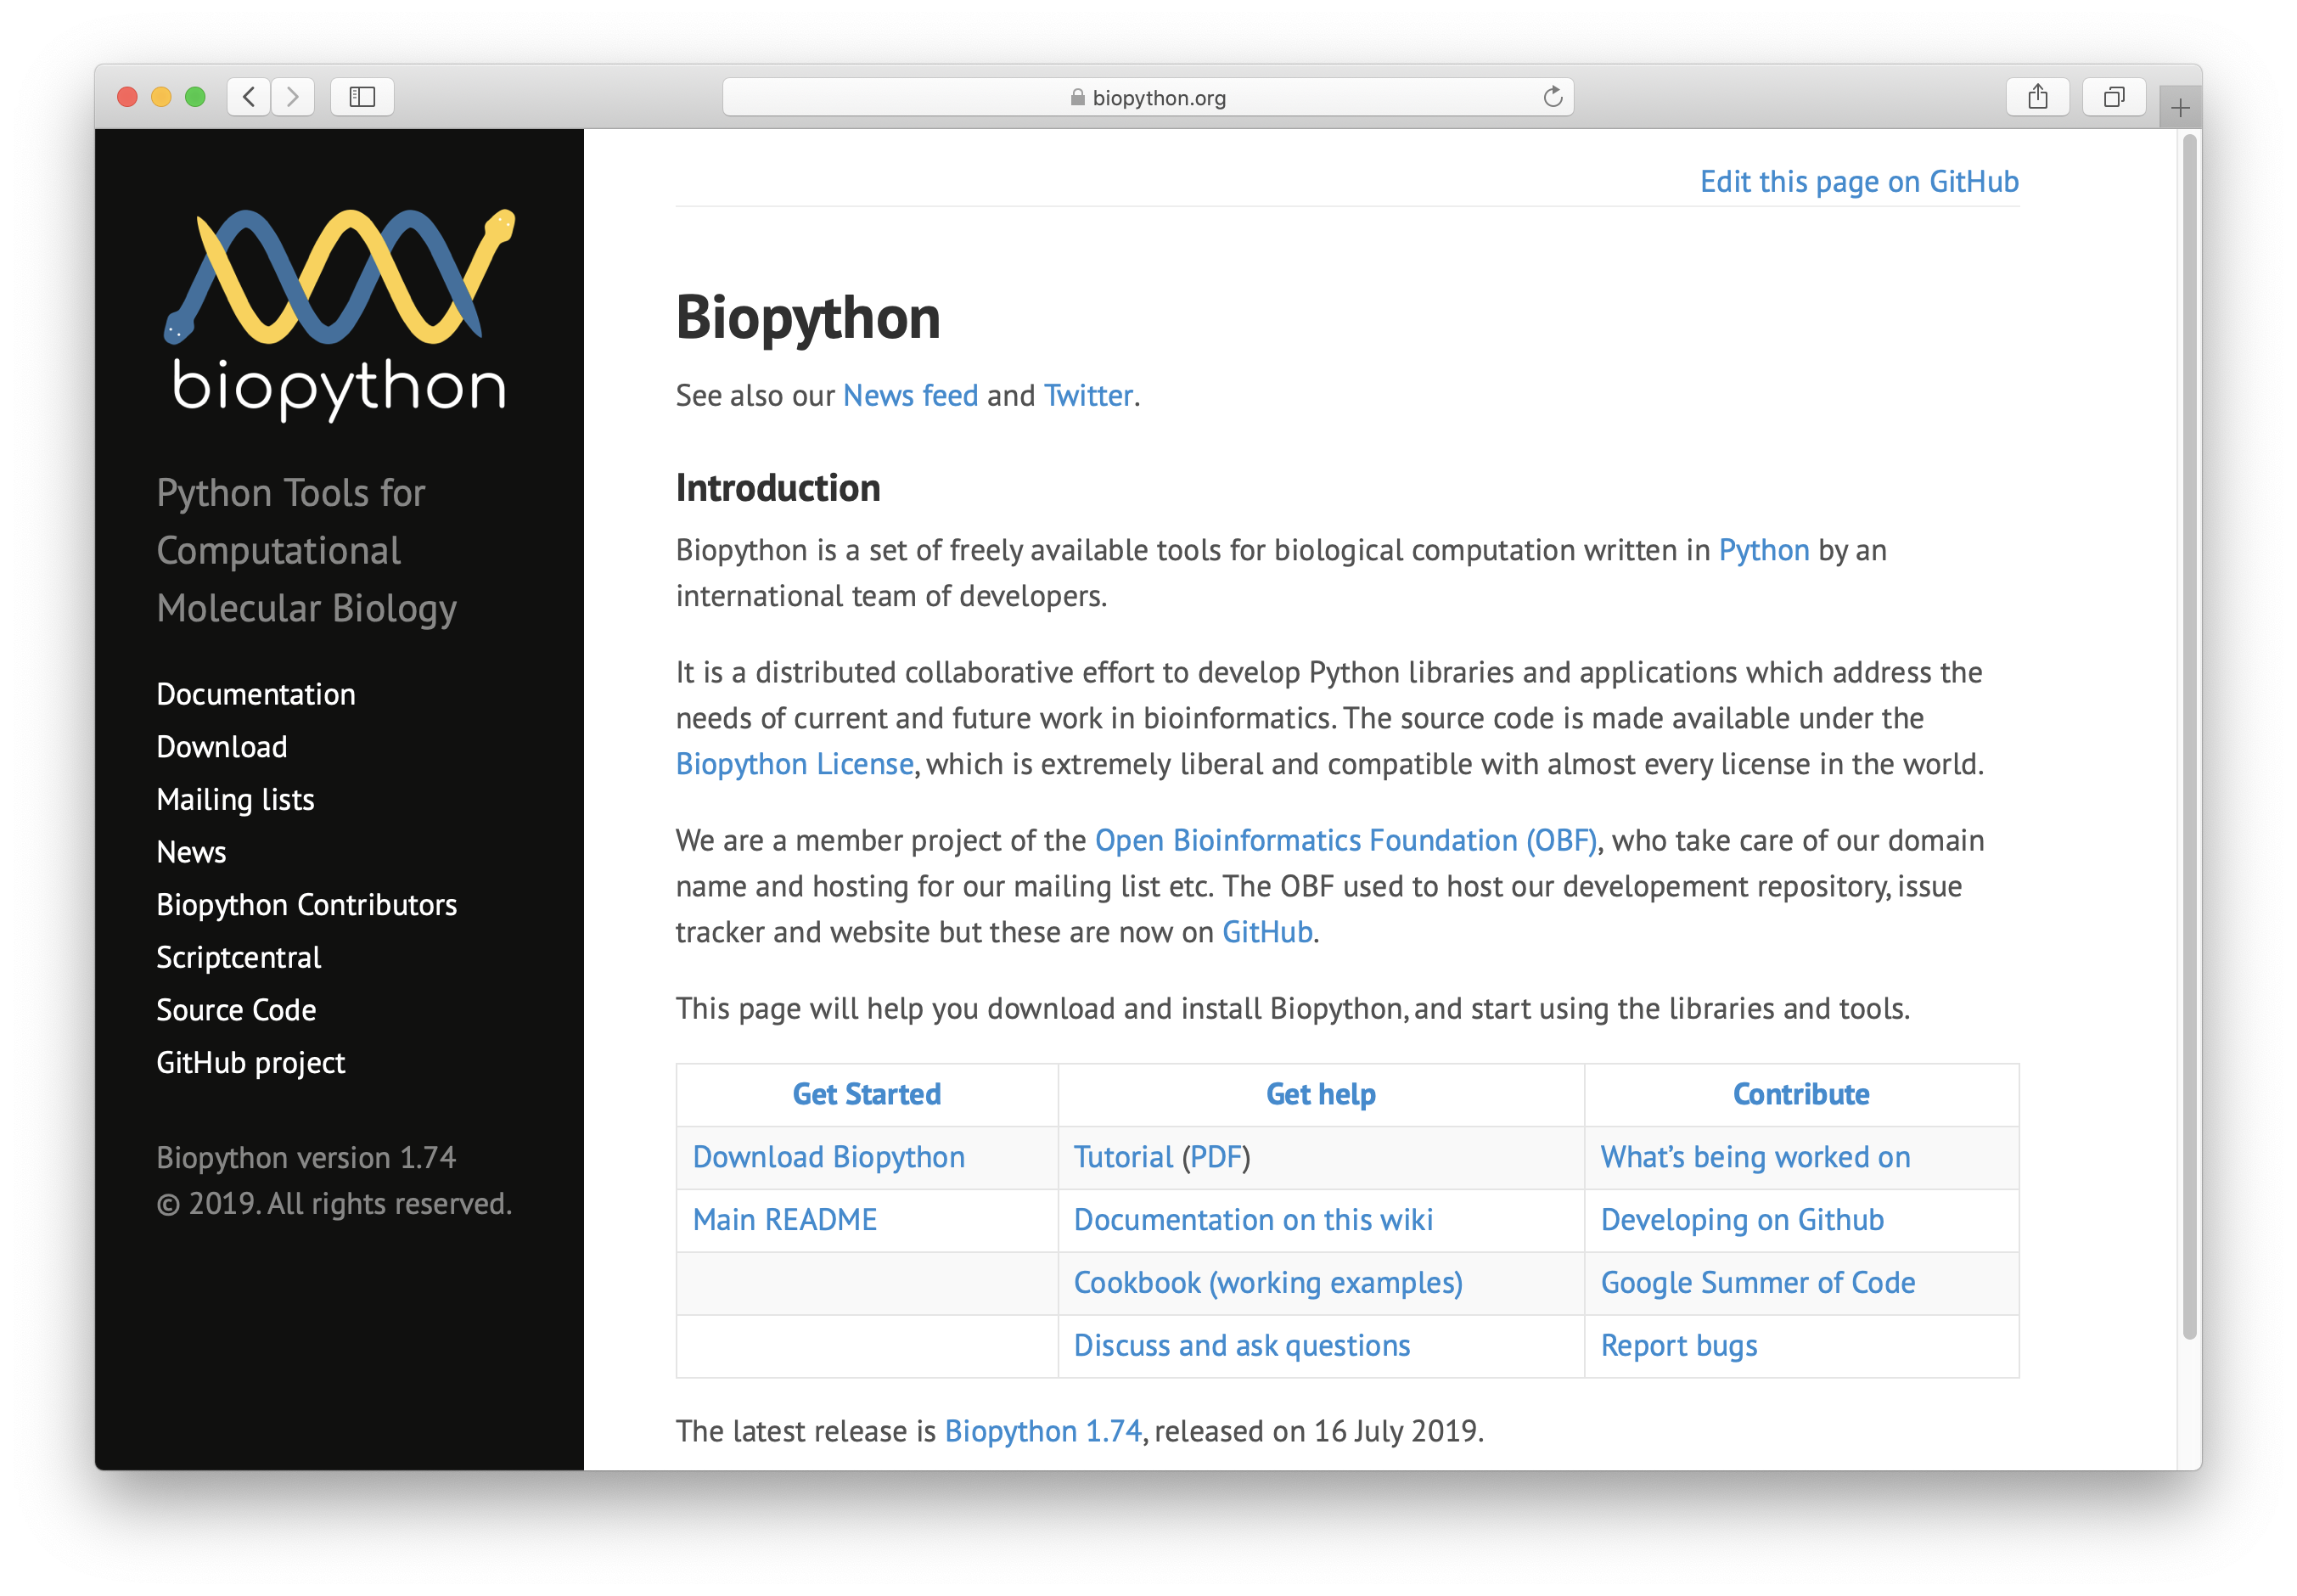 biopython.org
biopython
Python Tools for
Computational
Molecular Biology
Documentation
Download
Mailing lists
News
Biopython Contributors
Scriptcentral
Source Code
GitHub project
Biopython version 1.74
© 2019. All rights reserved.
Edit this page on GitHub
Biopython
See also our News feed and Twitter.
Introduction
Biopython is a set of freely available tools for biological computation written in Python by an
international team of developers.
It is a distributed collaborative effort to develop Python libraries and applications which address the
needs of current and future work in bioinformatics. The source code is made available under the
Biopython License, which is extremely liberal and compatible with almost every license in the world.
We are a member project of the Open Bioinformatics Foundation (OBF), who take care of our domain
name and hosting for our mailing list etc. The OBF used to host our developement repository, issue
tracker and website but these are now on GitHub.
This page will help you download and install Biopython, and start using the libraries and tools.
Get Started Get help Contribute
Download Biopython Tutorial (PDF) What’s being worked on
Main README Documentation on this wiki Developing on Github
Cookbook (working examples) Google Summer of Code
Discuss and ask questions Report bugs
The latest release is Biopython 1.74, released on 16 July 2019.